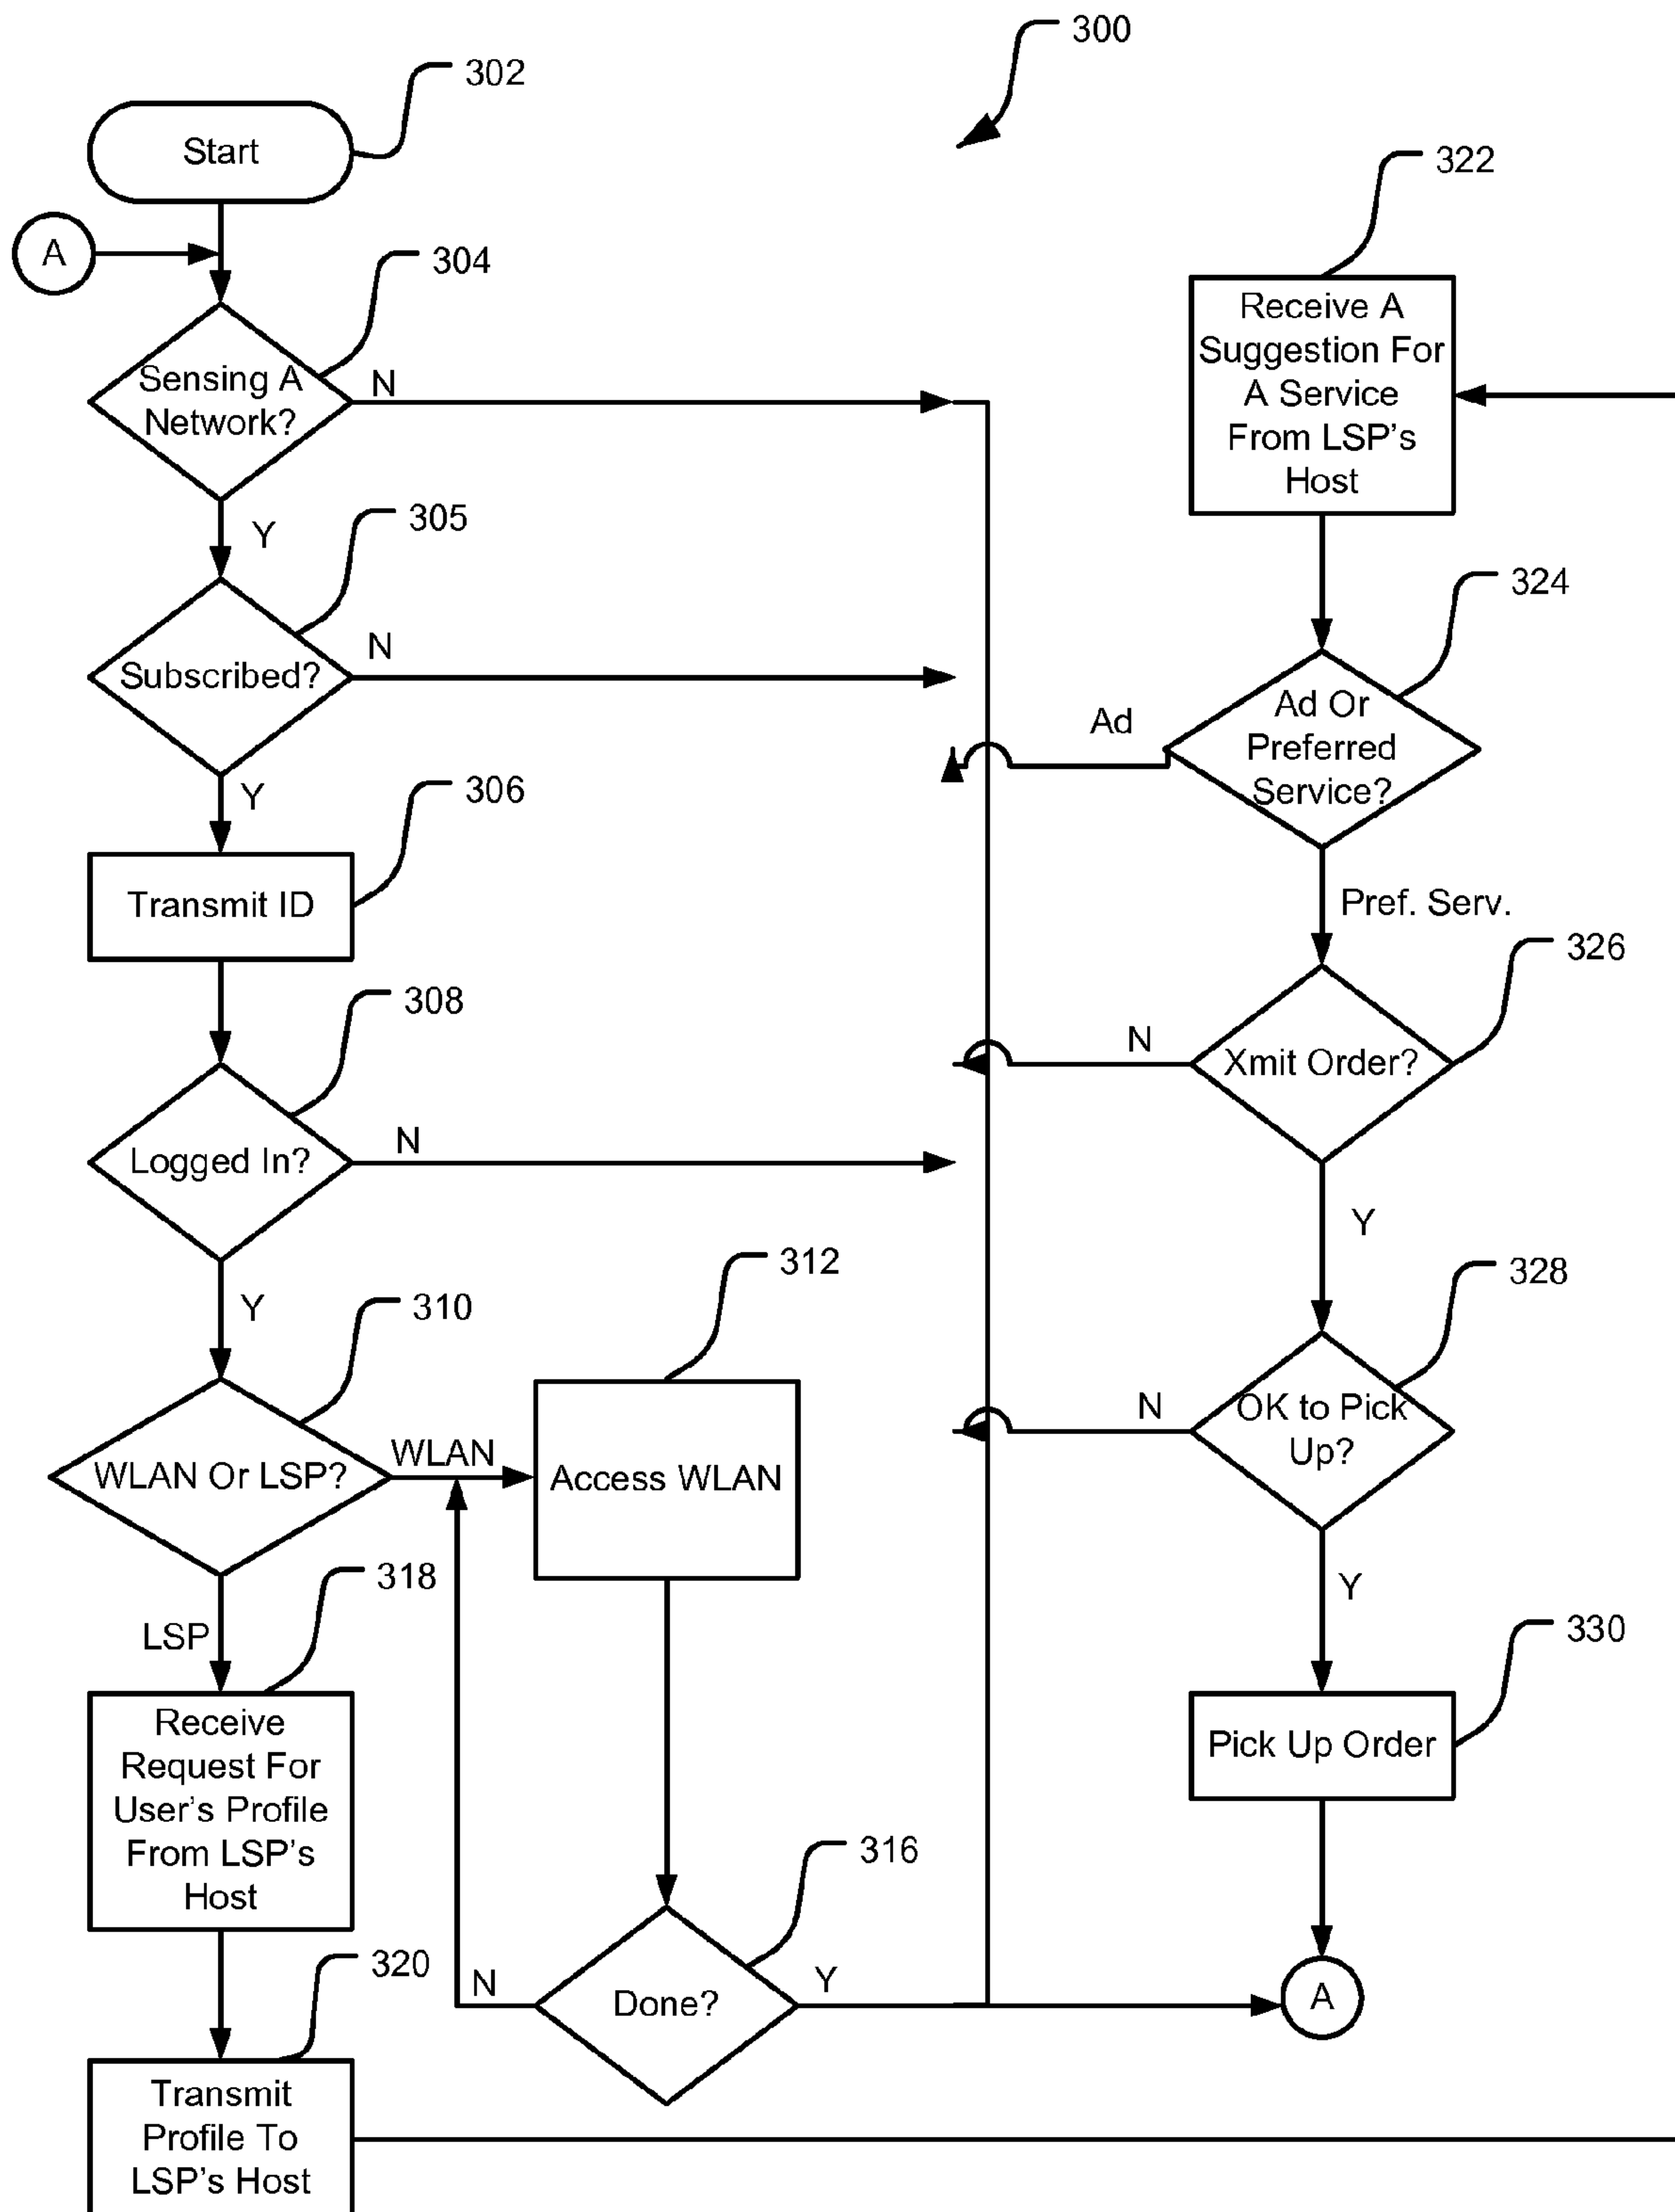 300
302
Start
A
304
Sensing A
Network?
N
Y
305
Subscribed?
N
Y
306
Transmit ID
308
Logged In?
N
Y
310
WLAN Or LSP?
WLAN
312
Access WLAN
LSP
318
Receive
Request For
User's Profile
From LSP's
Host
316
Done?
N
Y
320
Transmit
Profile To
LSP's Host
322
Receive A
Suggestion For
A Service
From LSP's
Host
324
Ad Or
Preferred
Service?
Ad
Pref. Serv.
326
Xmit Order?
N
Y
328
OK to Pick
Up?
N
Y
330
Pick Up Order
A